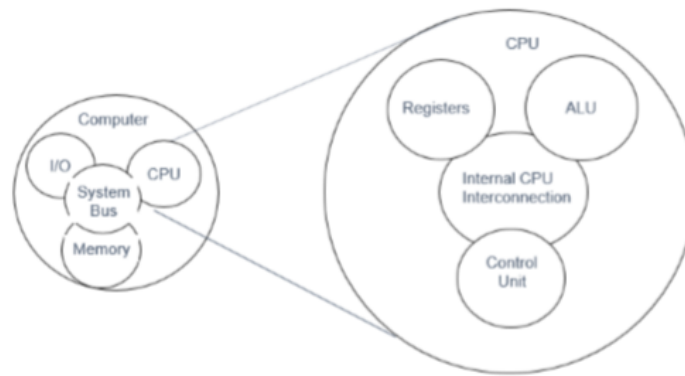 Computer
I/O
CPU
System
Bus
Memory
CPU
Registers
ALU
Internal CPU
Interconnection
Control
Unit